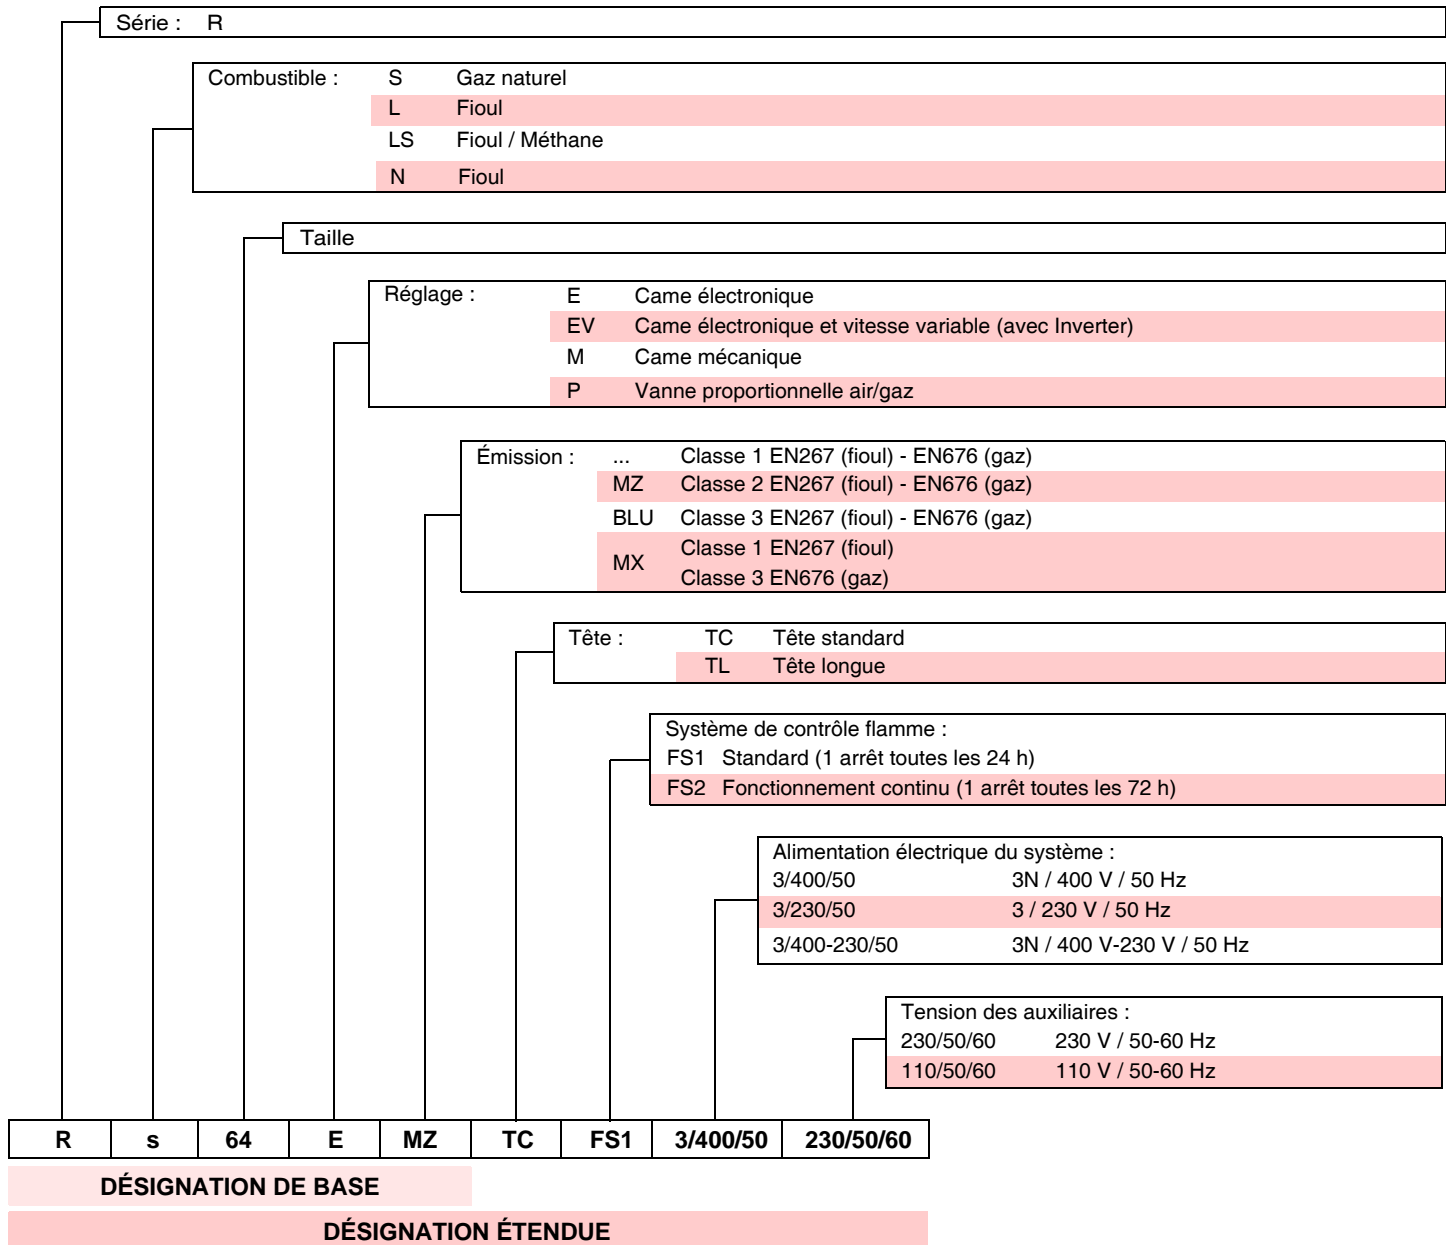 Série : R
Combustible : S Gaz naturel
L Fioul
LS Fioul / Méthane
N Fioul
Taille
Réglage : E Came électronique
EV Came électronique et vitesse variable (avec Inverter)
M Came mécanique
P Vanne proportionnelle air/gaz
Émission : ... Classe 1 EN267 (fioul) - EN676 (gaz)
MZ Classe 2 EN267 (fioul) - EN676 (gaz)
BLU Classe 3 EN267 (fioul) - EN676 (gaz)
MX Classe 1 EN267 (fioul)
Classe 3 EN676 (gaz)
Tête : TC Tête standard
TL Tête longue
Système de contrôle flamme :
FS1 Standard (1 arrêt toutes les 24 h)
FS2 Fonctionnement continu (1 arrêt toutes les 72 h)
Alimentation électrique du système :
3/400/50 3N / 400 V / 50 Hz
3/230/50 3 / 230 V / 50 Hz
3/400-230/50 3N / 400 V-230 V / 50 Hz
Tension des auxiliaires :
230/50/60 230 V / 50-60 Hz
110/50/60 110 V / 50-60 Hz
R s 64 E MZ TC FS1 3/400/50 230/50/60
DÉSIGNATION DE BASE
DÉSIGNATION ÉTENDUE